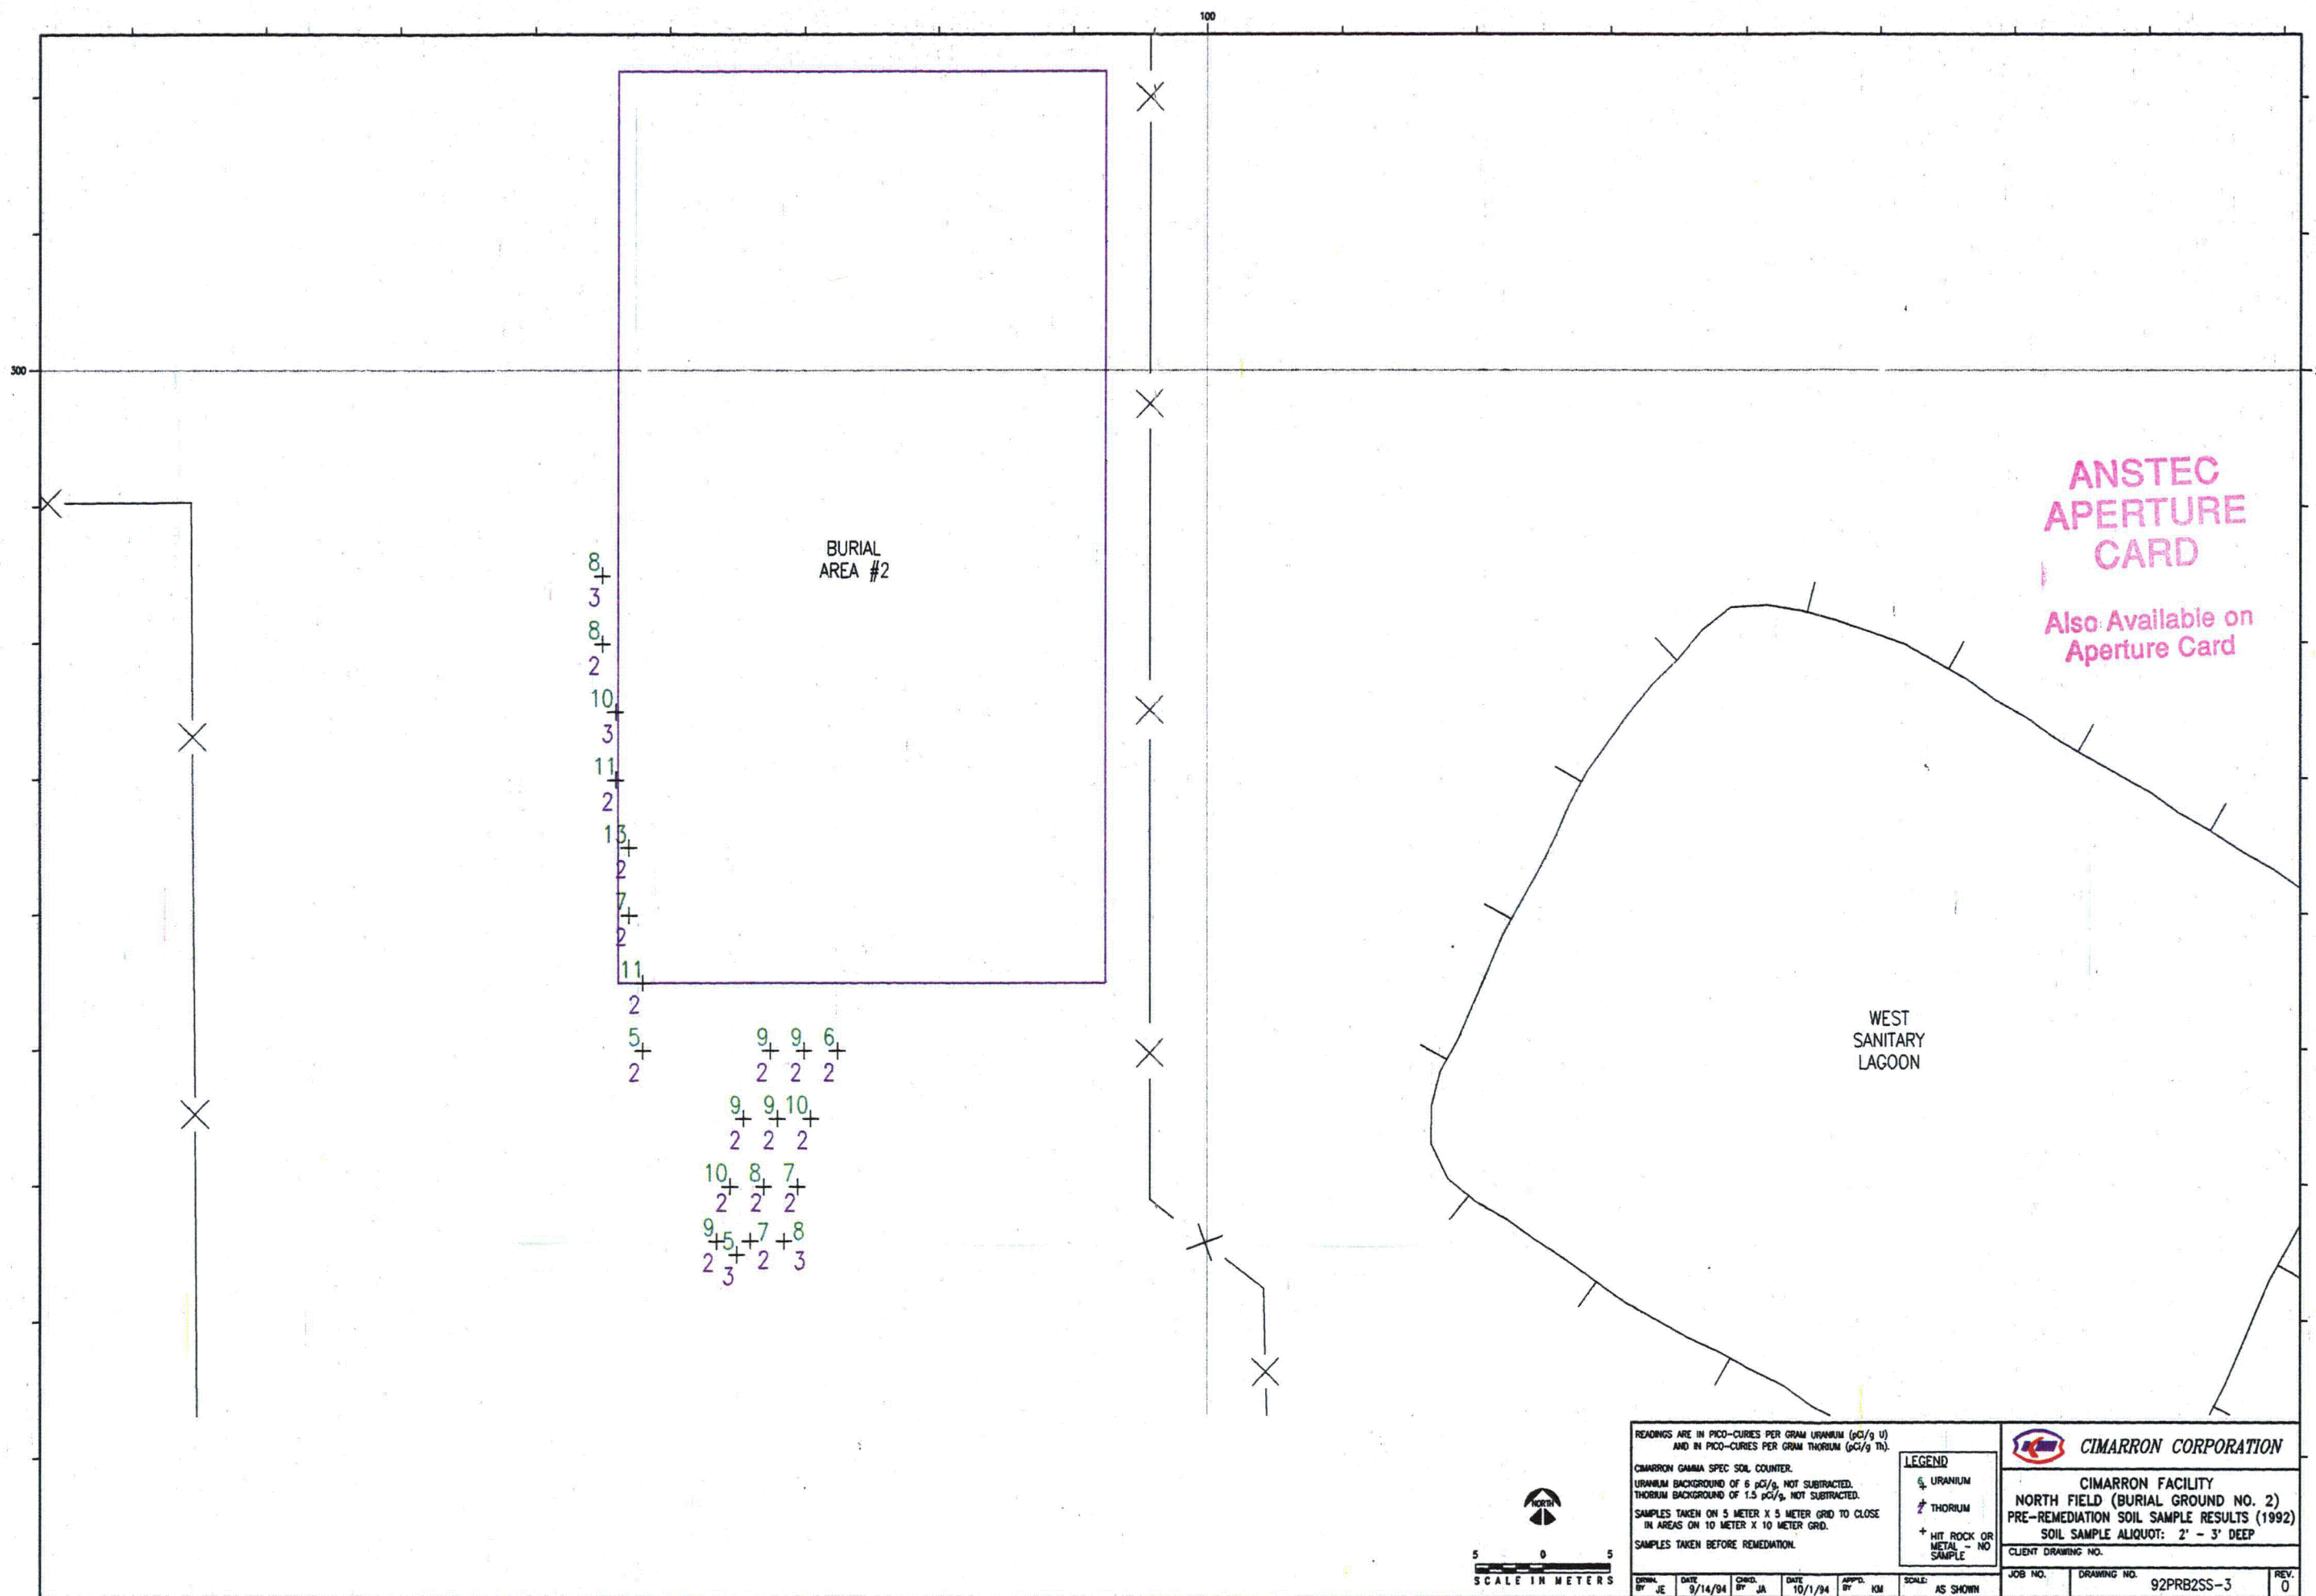 100
300
ANSTEC
APERTURE
CARD
Also Available on
Aperture Card
BURIAL
AREA #2
8
3
8
2
10
3
11
2
13
2
7
2
11
2
5 9 9 6
2 2 2 2
9 9 10
2 2 2
10 8 7
2 2 2
9 5 7 8
2 3 2 3
WEST
SANITARY
LAGOON
NORTH
5 0 5
SCALE IN METERS
READINGS ARE IN PICO-CURIES PER GRAM URANIUM (pCi/g U)
AND IN PICO-CURIES PER GRAM THORIUM (pCi/g Th).
CIMARRON GAMMA SPEC SOIL COUNTER.
URANIUM BACKGROUND OF 6 pCi/g, NOT SUBTRACTED.
THORIUM BACKGROUND OF 1.5 pCi/g, NOT SUBTRACTED.
SAMPLES TAKEN ON 5 METER X 5 METER GRID TO CLOSE
IN AREAS ON 10 METER X 10 METER GRID.
SAMPLES TAKEN BEFORE REMEDIATION.
LEGEND
6 URANIUM
2 THORIUM
HIT ROCK OR
METAL - NO
SAMPLE
CIMARRON CORPORATION
CIMARRON FACILITY
NORTH FIELD (BURIAL GROUND NO. 2)
PRE-REMEDIATION SOIL SAMPLE RESULTS (1992)
SOIL SAMPLE ALIQUOT: 2' - 3' DEEP
CLIENT DRAWING NO.
DRWN. BY JE DATE 9/14/94 CHKD. BY JA DATE 10/1/94 APP'D. BY KM SCALE: AS SHOWN
JOB NO. DRAWING NO. 92PRB2SS-3 REV. 0